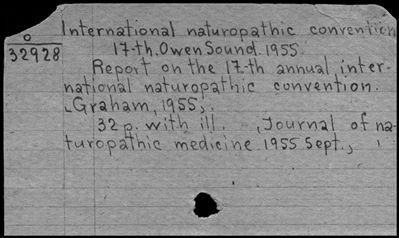 International naturopathic convention
o
32928
17-th. Owen Sound. 1955.
Report on the 17-th annual inter-
national naturopathic convention.
Graham, 1955,.
32 p. with ill. Journal of na-
turopathic medicine. 1955 Sept.,